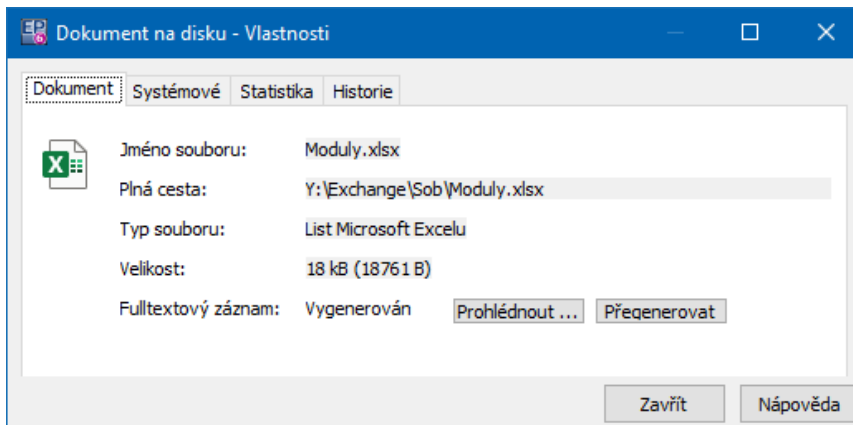 Dokument na disku - Vlastnosti
Dokument Systémové Statistika Historie
Jméno souboru: Moduly.xlsx
Plná cesta: Y:\Exchange\Sob\Moduly.xlsx
Typ souboru: List Microsoft Excelu
Velikost: 18 kB (18761 B)
Fulltextový záznam: Vygenerován Prohlédnout ... Přegenerovat
Zavřít Nápověda